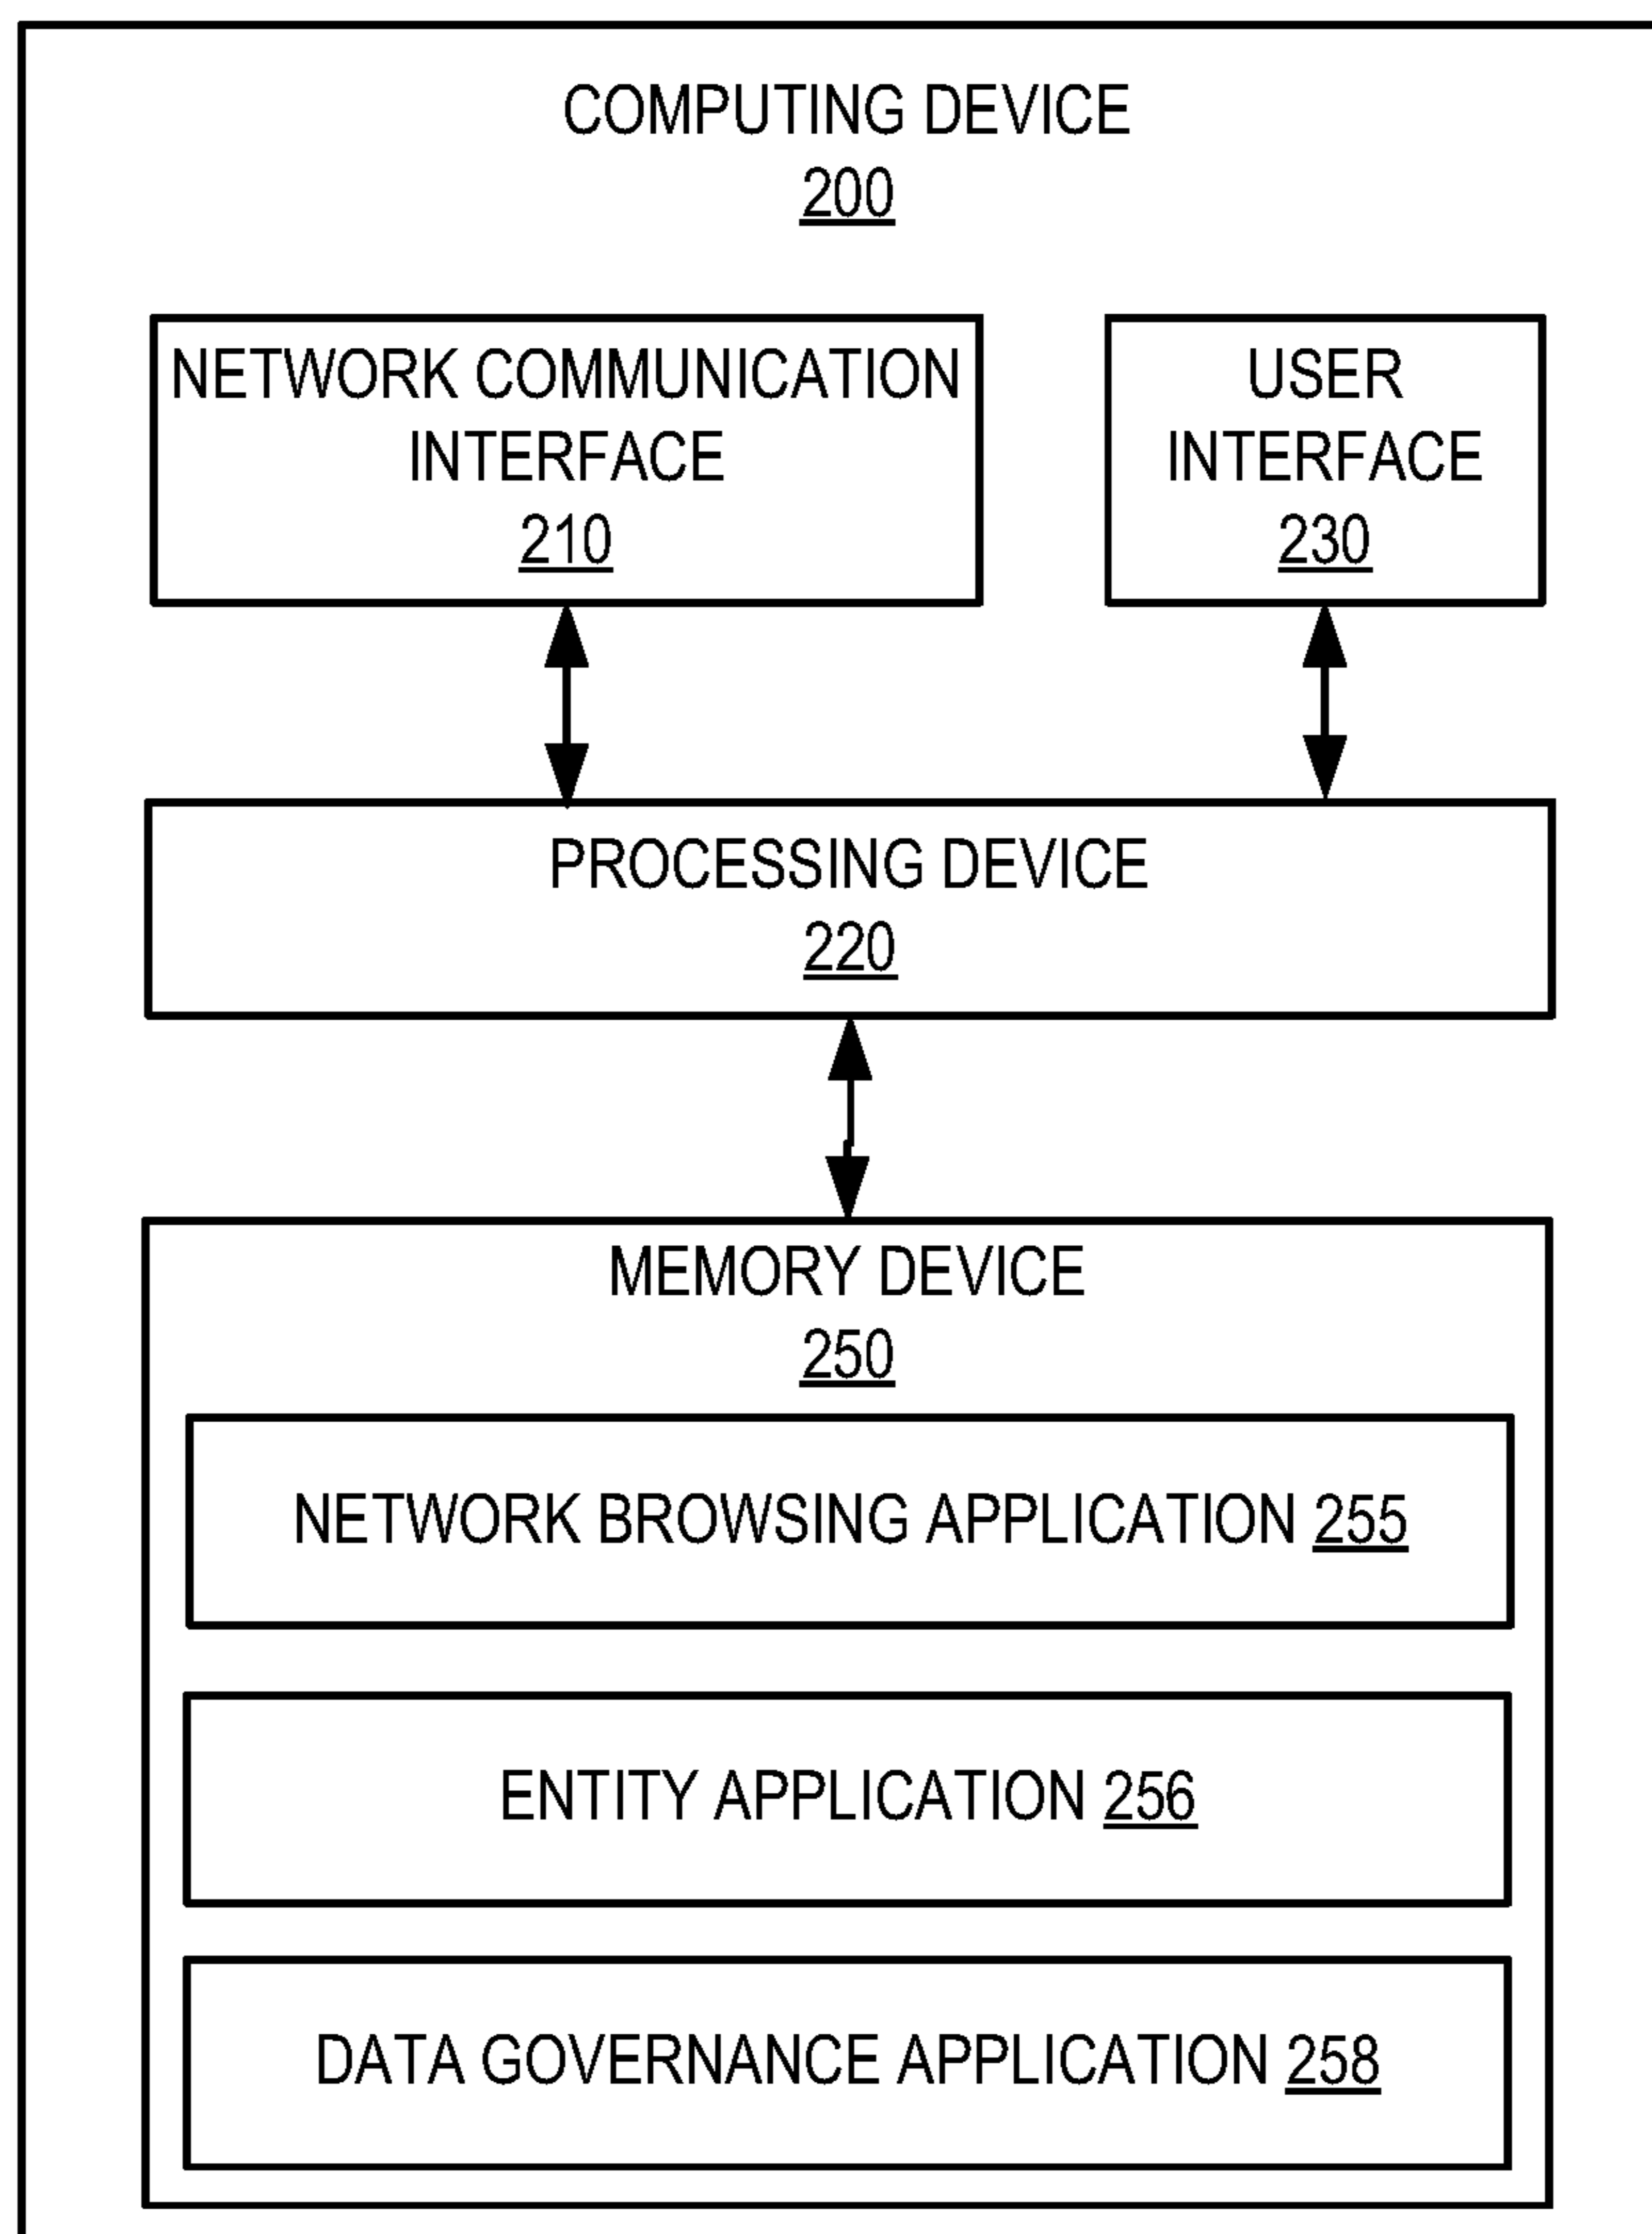 COMPUTING DEVICE
200
NETWORK COMMUNICATION
INTERFACE
210
USER
INTERFACE
230
PROCESSING DEVICE
220
MEMORY DEVICE
250
NETWORK BROWSING APPLICATION 255
ENTITY APPLICATION 256
DATA GOVERNANCE APPLICATION 258